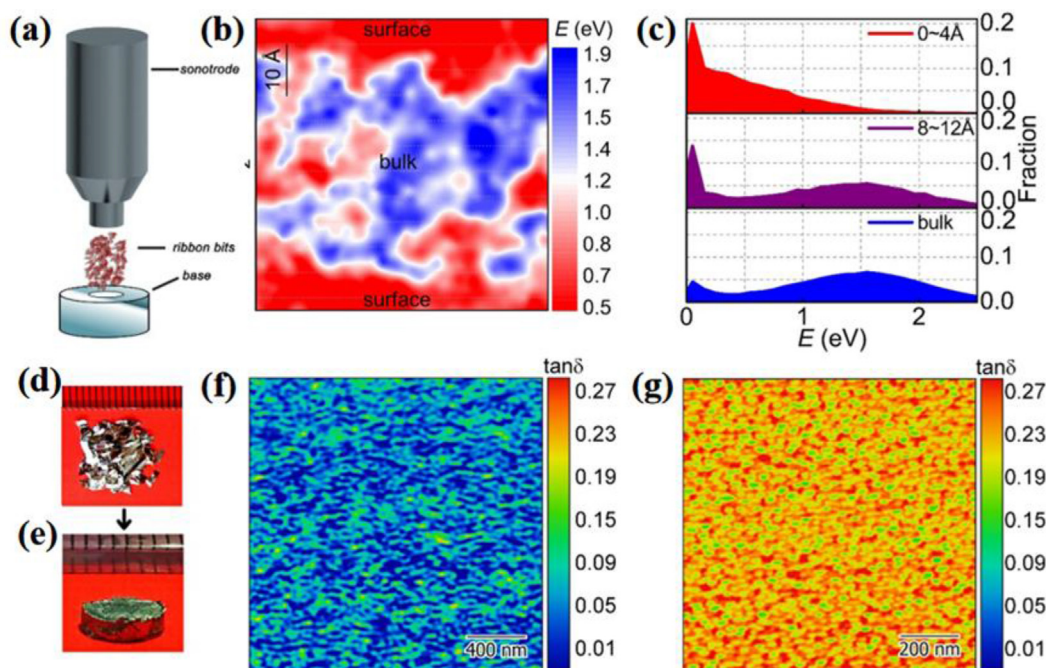 (a)
sonotrode
ribbon bits
base
(b)
surface
10 Å
bulk
surface
E (eV)
1.9
1.7
1.6
1.4
1.3
1.2
1.0
0.8
0.7
0.5
(c)
0~4Å
8~12Å
bulk
0.2
0.1
0.0
0.1
0.0
0.1
0.0
Fraction
0
1
2
E (eV)
(d)
(e)
(f)
tanδ
0.27
0.23
0.19
0.15
0.09
0.05
0.01
400 nm
(g)
tanδ
0.27
0.23
0.19
0.15
0.09
0.05
0.01
200 nm